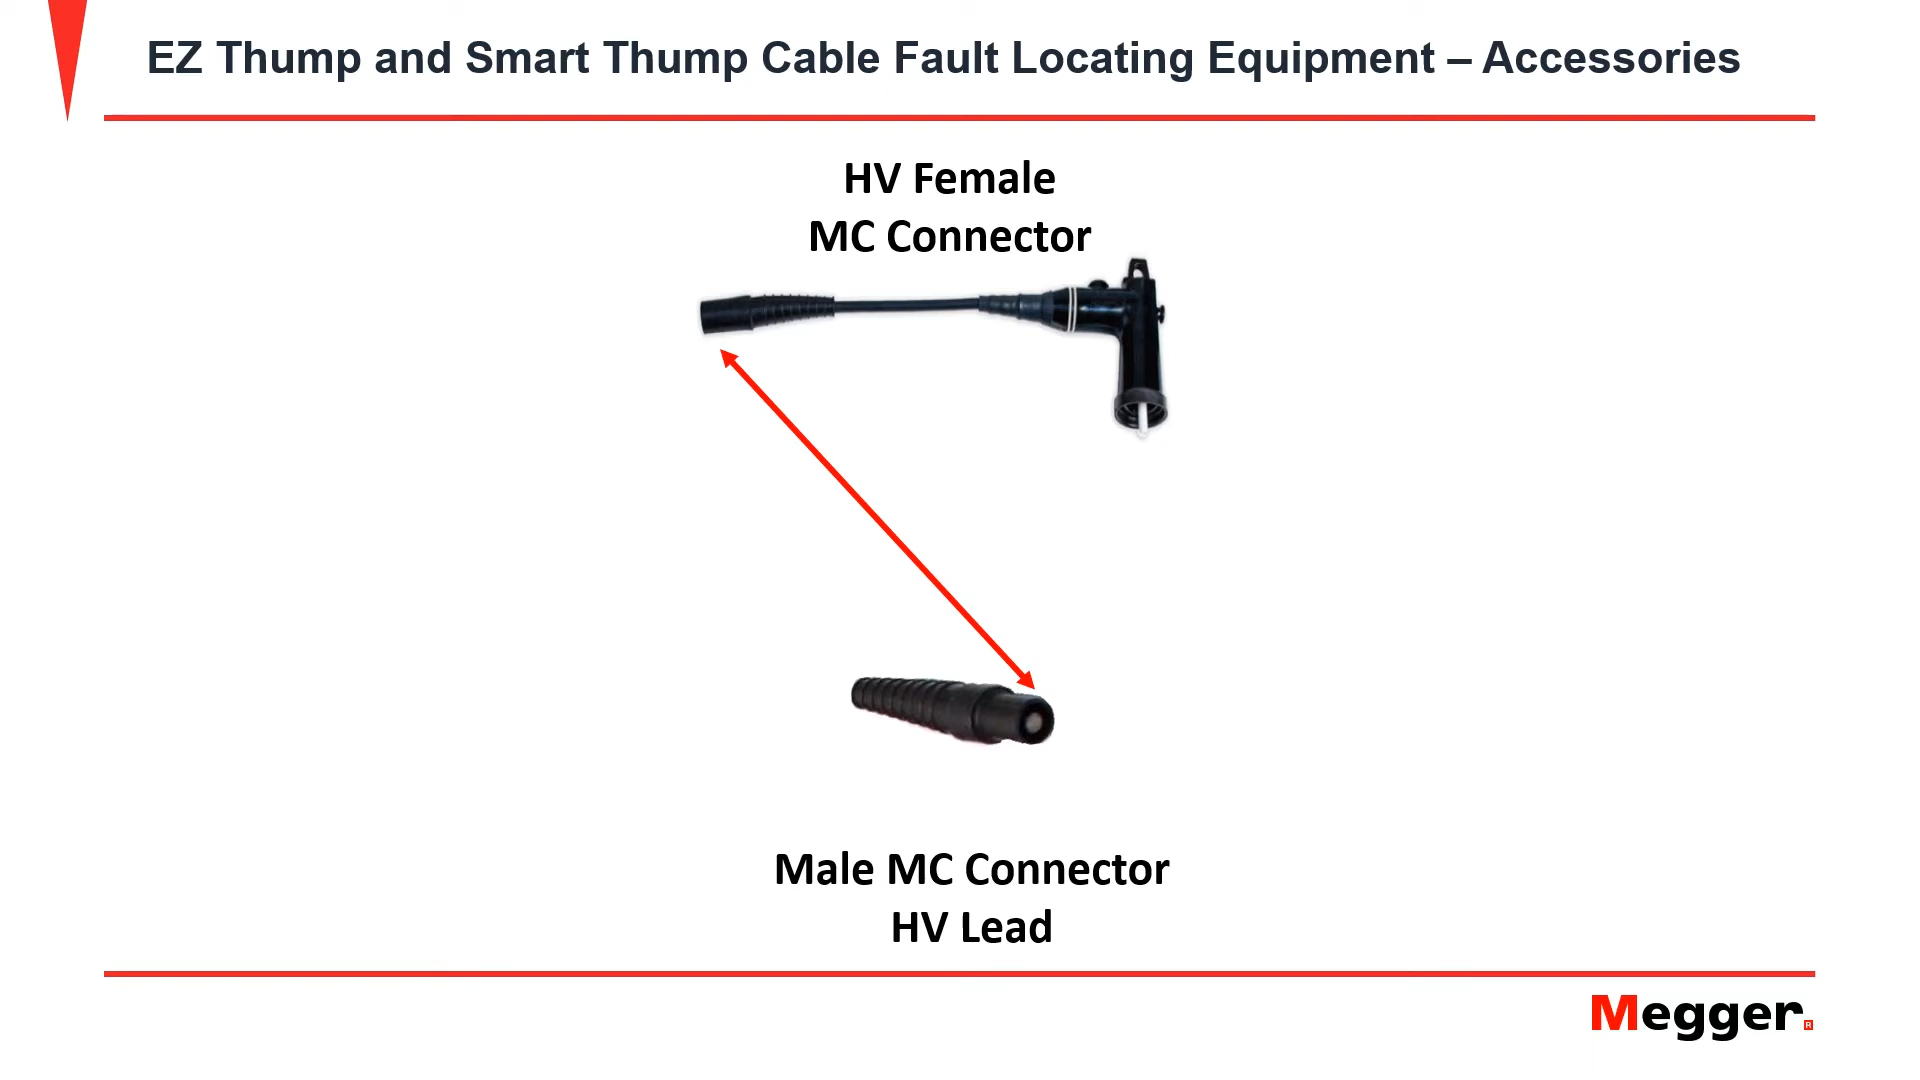 EZ Thump and Smart Thump Cable Fault Locating Equipment – Accessories
HV Female
MC Connector
Male MC Connector
HV Lead
Megger®